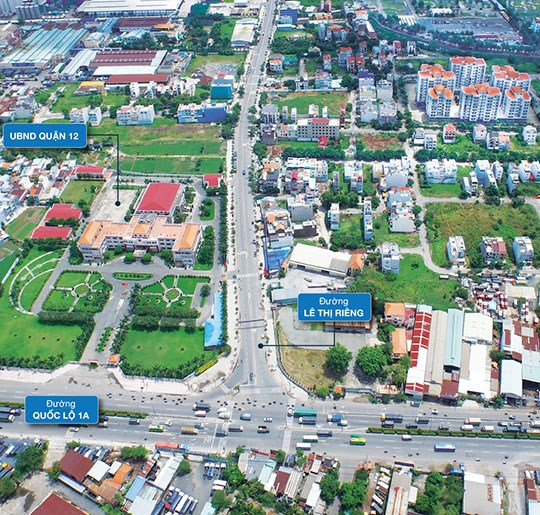 UBND QUẬN 12
Đường
LÊ THỊ RIÊNG
Đường
QUỐC LỘ 1A